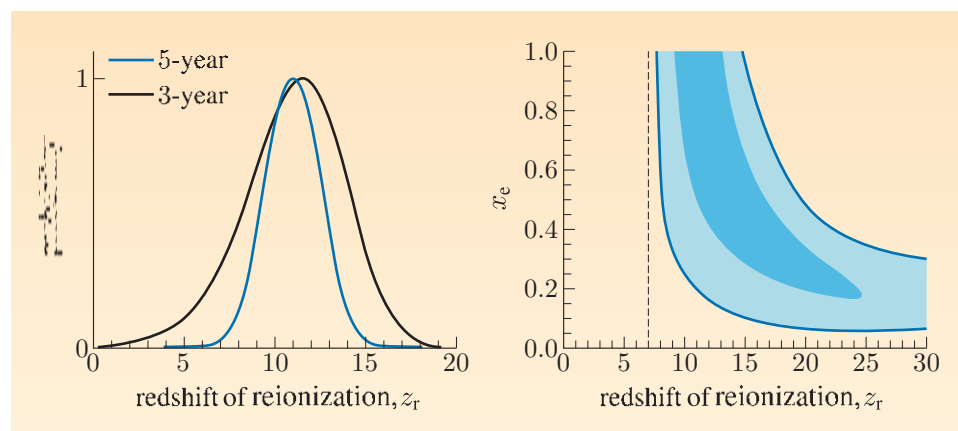 5-year
3-year
1
0
0 5 10 15 20
redshift of reionization, zᵣ
1.0
0.8
0.6
0.4
0.2
0.0
xₑ
0 5 10 15 20 25 30
redshift of reionization, zᵣ